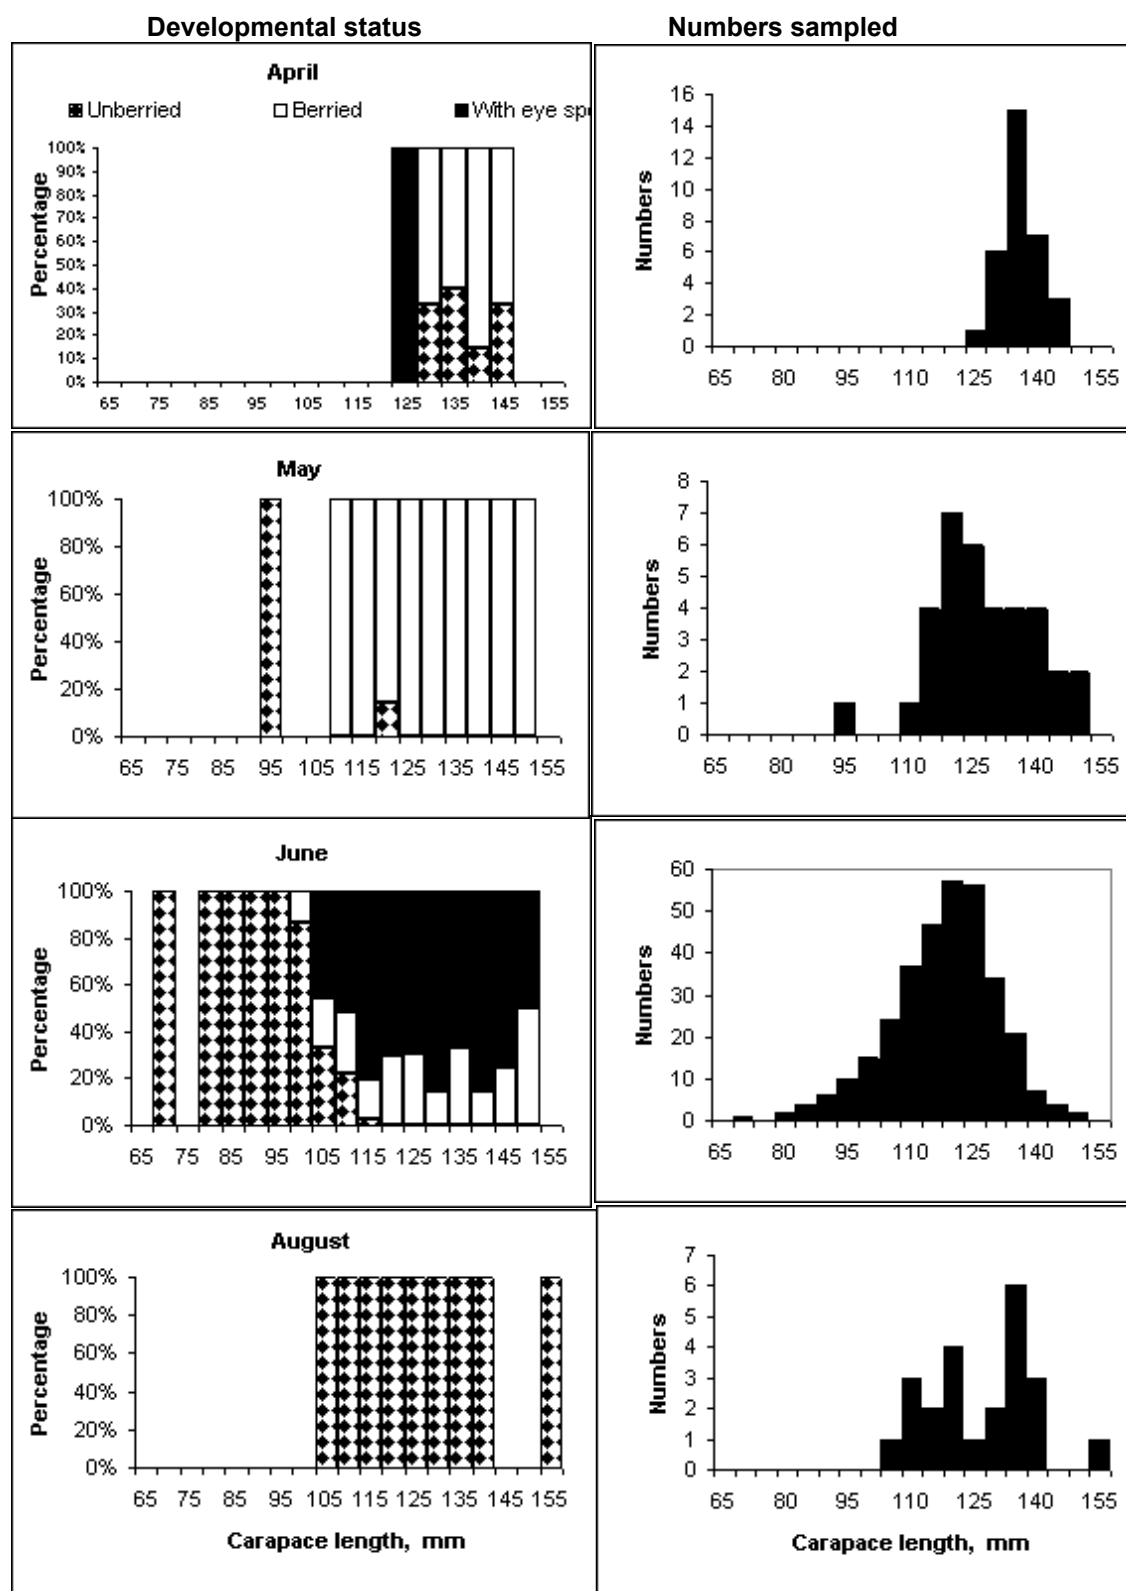 Developmental status Numbers sampled
April
Unberried Berried With eye spo
100%
90%
80%
70%
60%
50%
40%
30%
20%
10%
0%
Percentage
65 75 85 95 105 115 125 135 145 155
16
14
12
10
8
6
4
2
0
Numbers
65 80 95 110 125 140 155
May
100%
80%
60%
40%
20%
0%
Percentage
65 75 85 95 105 115 125 135 145 155
8
7
6
5
4
3
2
1
0
Numbers
65 80 95 110 125 140 155
June
100%
80%
60%
40%
20%
0%
Percentage
65 75 85 95 105 115 125 135 145 155
60
50
40
30
20
10
0
Numbers
65 80 95 110 125 140 155
August
100%
80%
60%
40%
20%
0%
Percentage
65 75 85 95 105 115 125 135 145 155
Carapace length, mm
7
6
5
4
3
2
1
0
Numbers
65 80 95 110 125 140 155
Carapace length, mm